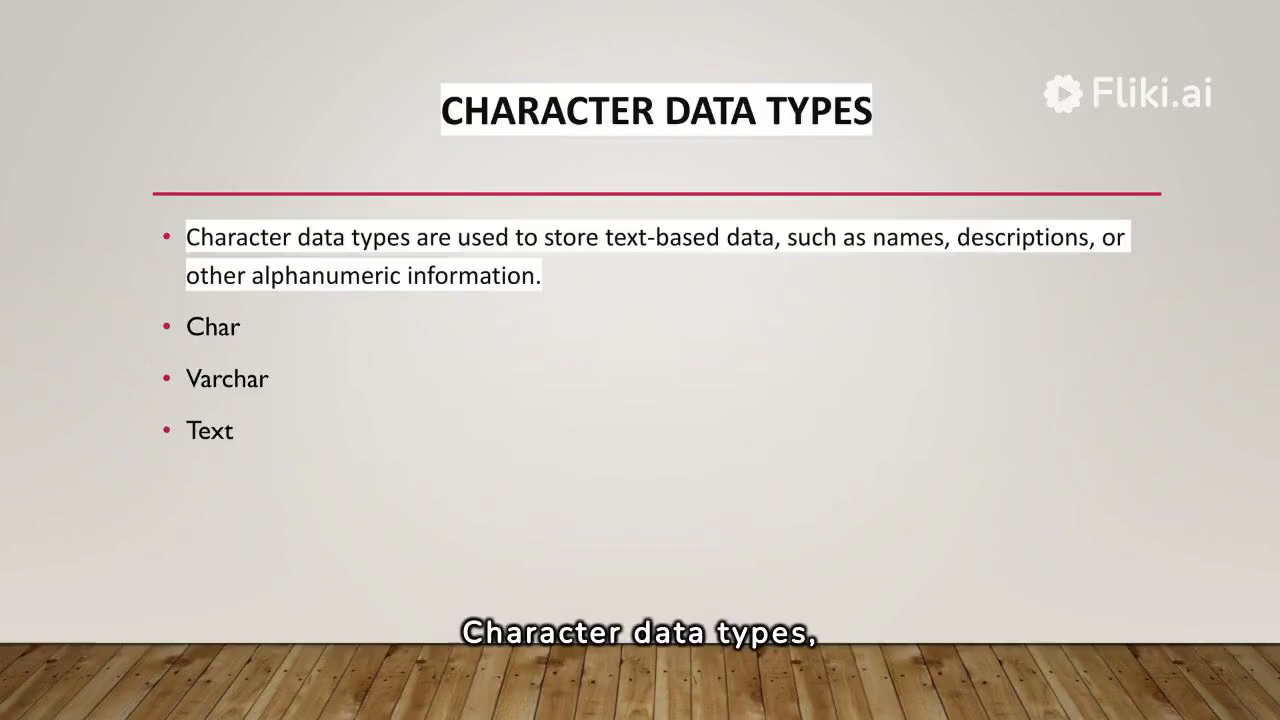 CHARACTER DATA TYPES
Fliki.ai
• Character data types are used to store text-based data, such as names, descriptions, or
other alphanumeric information.
• Char
• Varchar
• Text
Character data types,